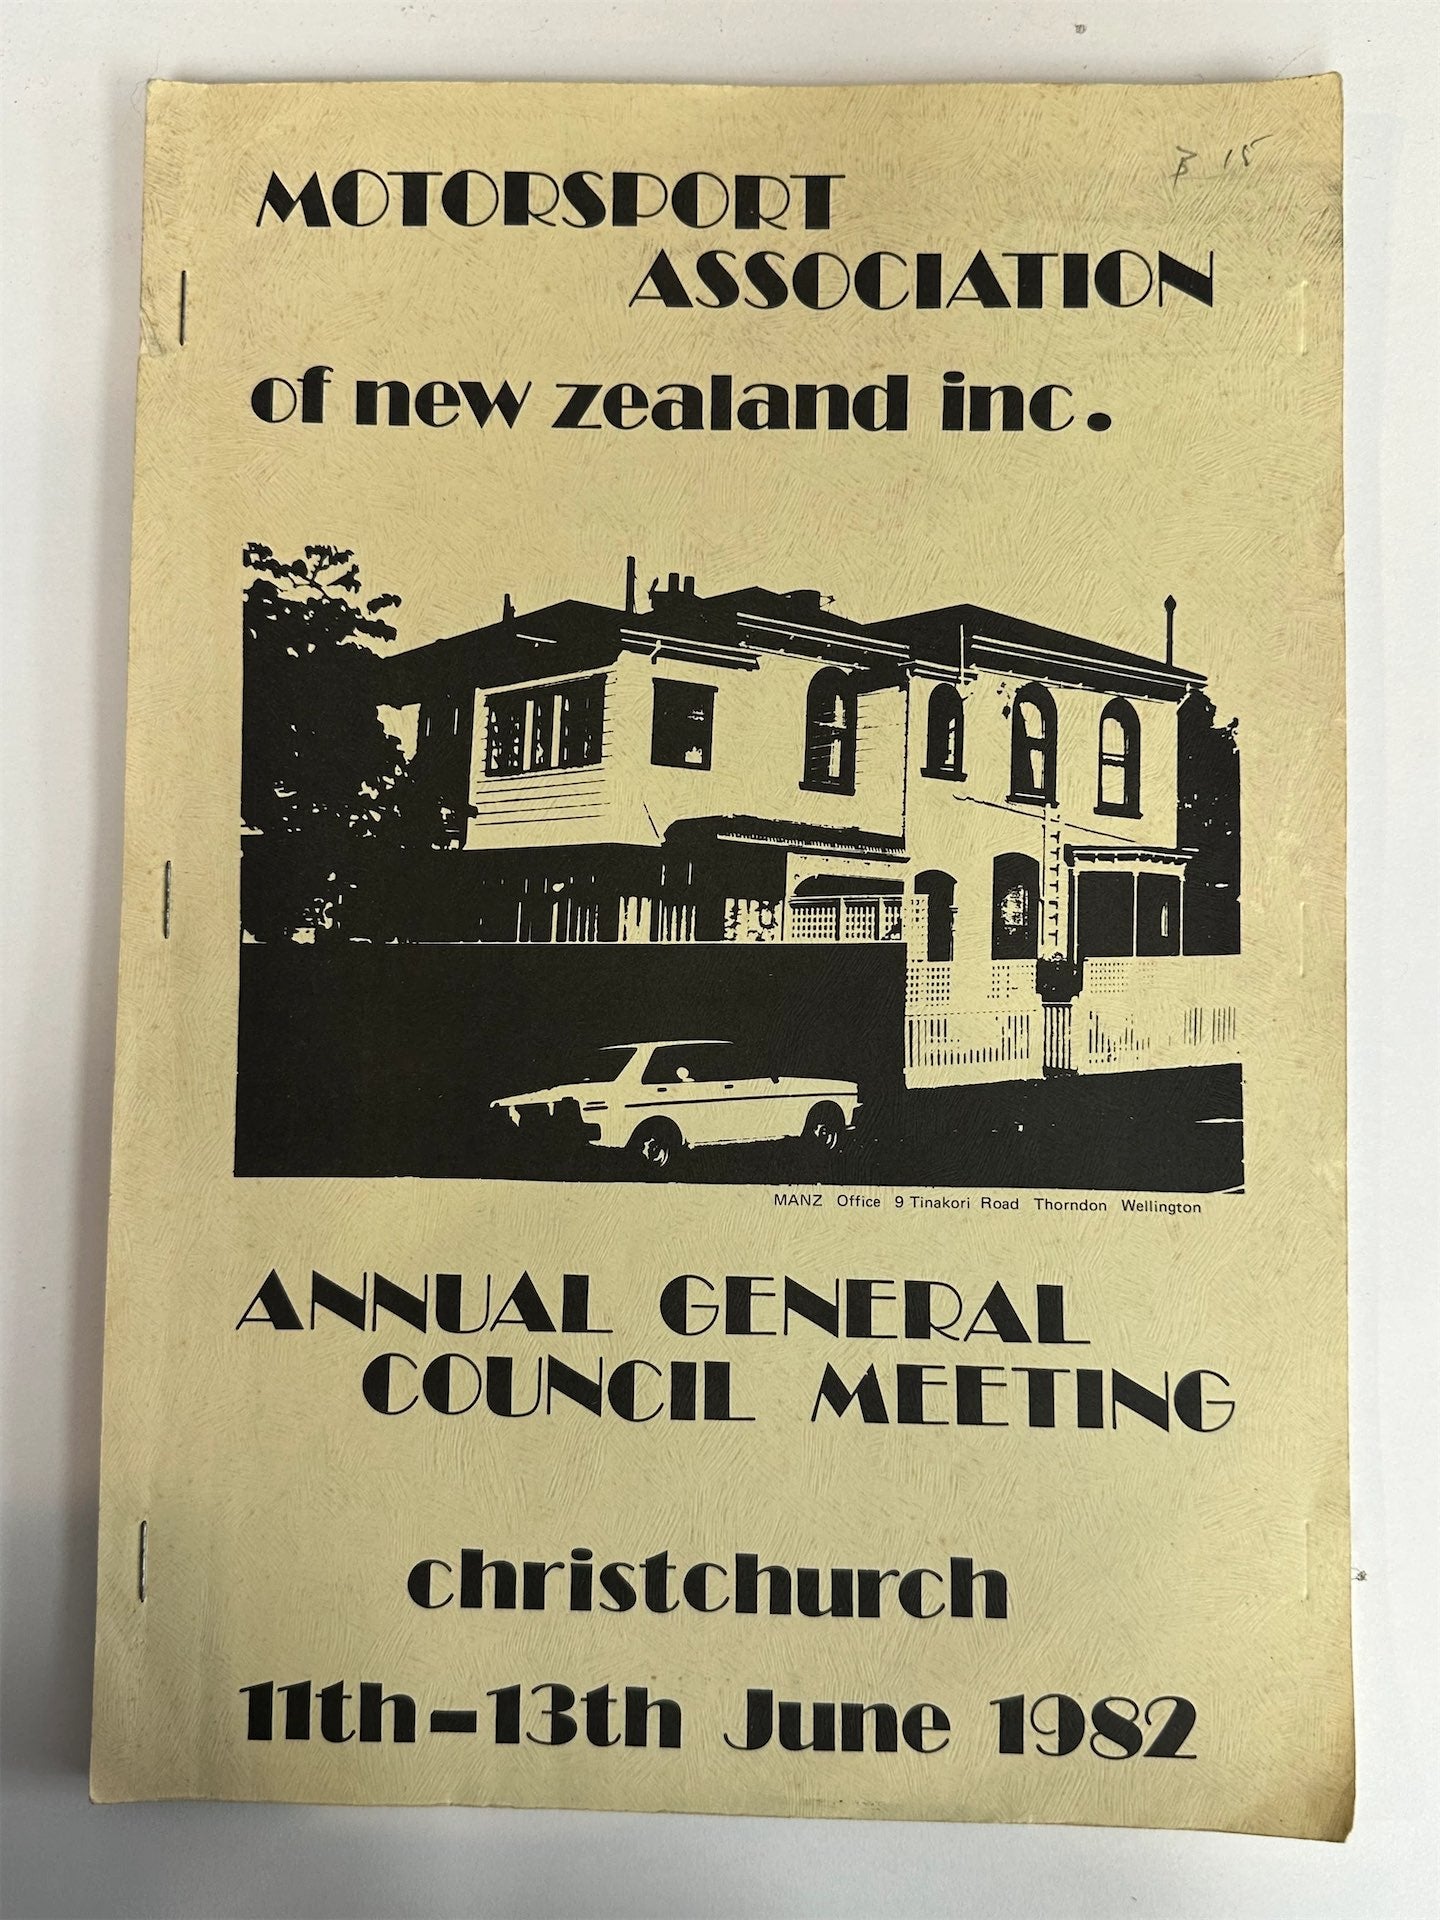 MOTORSPORT
ASSOCIATION
of new zealand inc.
MANZ Office 9 Tinakori Road Thorndon Wellington
ANNUAL GENERAL
COUNCIL MEETING
christchurch
11th-13th June 1982